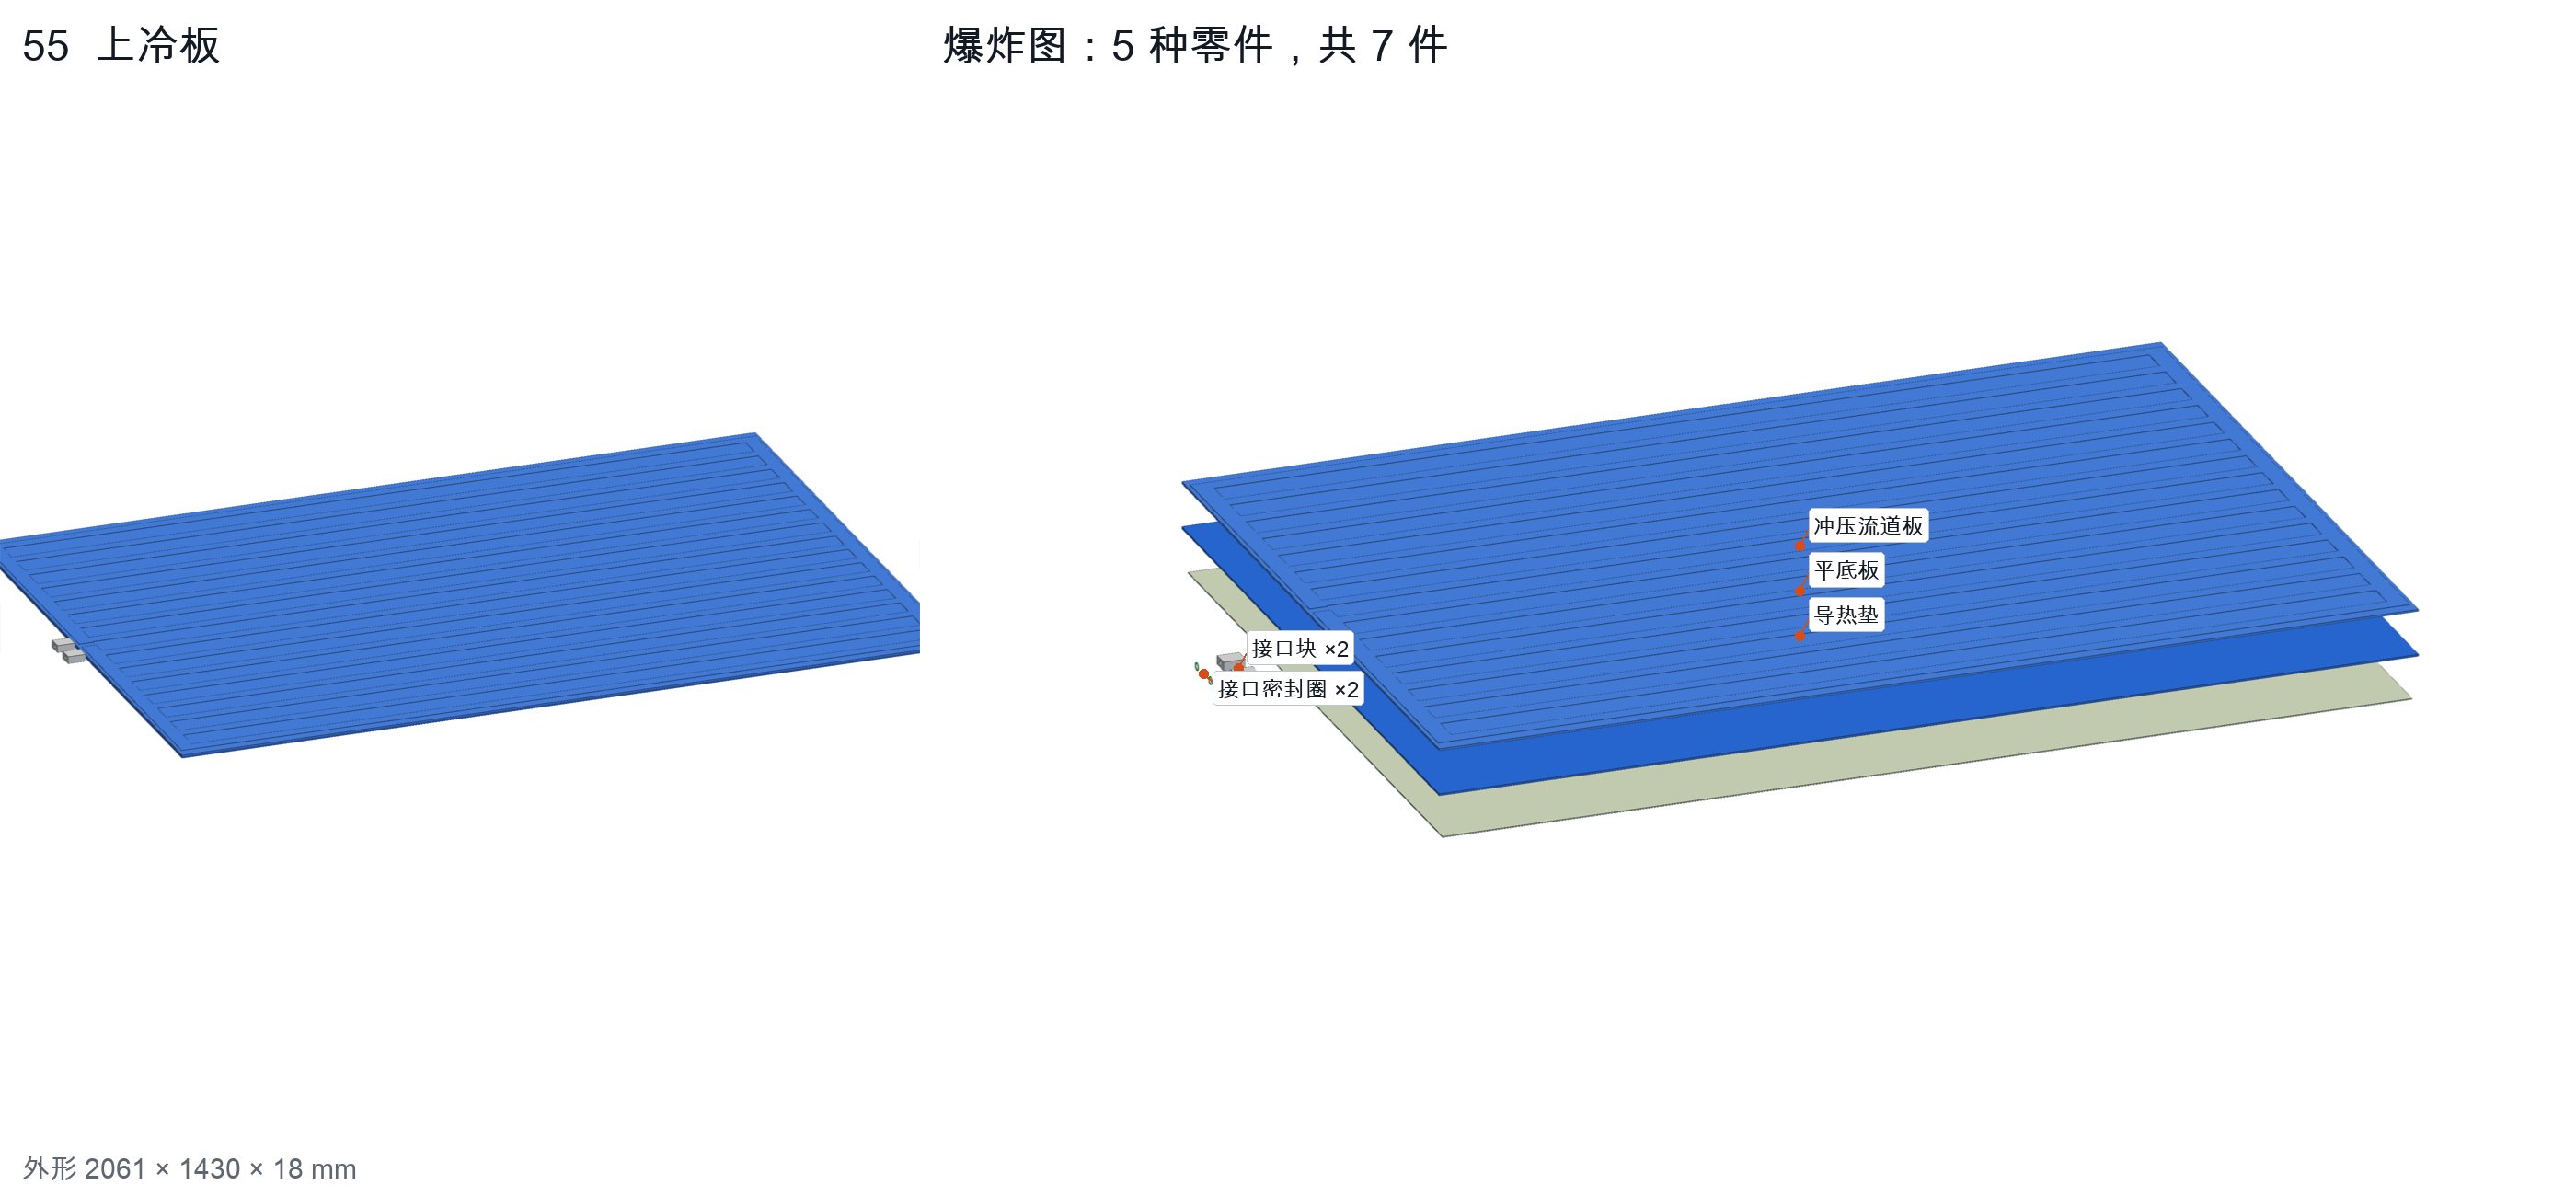 55 上冷板
爆炸图：5 种零件，共 7 件
冲压流道板
平底板
导热垫
接口块 ×2
接口密封圈 ×2
外形 2061 × 1430 × 18 mm